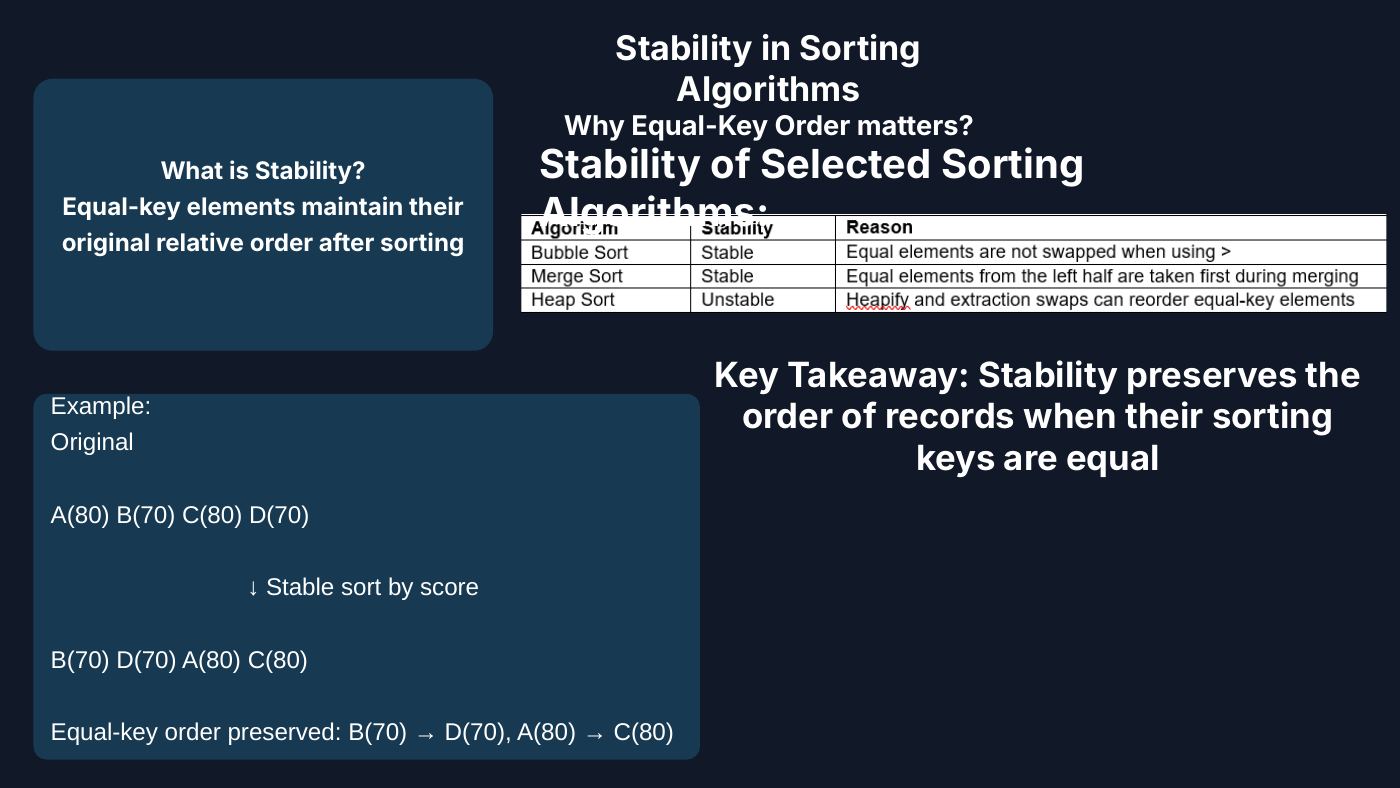 Stability in Sorting
Algorithms
Why Equal-Key Order matters?
What is Stability?
Equal-key elements maintain their
original relative order after sorting
Stability of Selected Sorting
Algorithms:
Algorithm Stability Reason
Bubble Sort Stable Equal elements are not swapped when using >
Merge Sort Stable Equal elements from the left half are taken first during merging
Heap Sort Unstable Heapify and extraction swaps can reorder equal-key elements
Key Takeaway: Stability preserves the
order of records when their sorting
keys are equal
Example:
Original
A(80) B(70) C(80) D(70)
↓ Stable sort by score
B(70) D(70) A(80) C(80)
Equal-key order preserved: B(70) → D(70), A(80) → C(80)